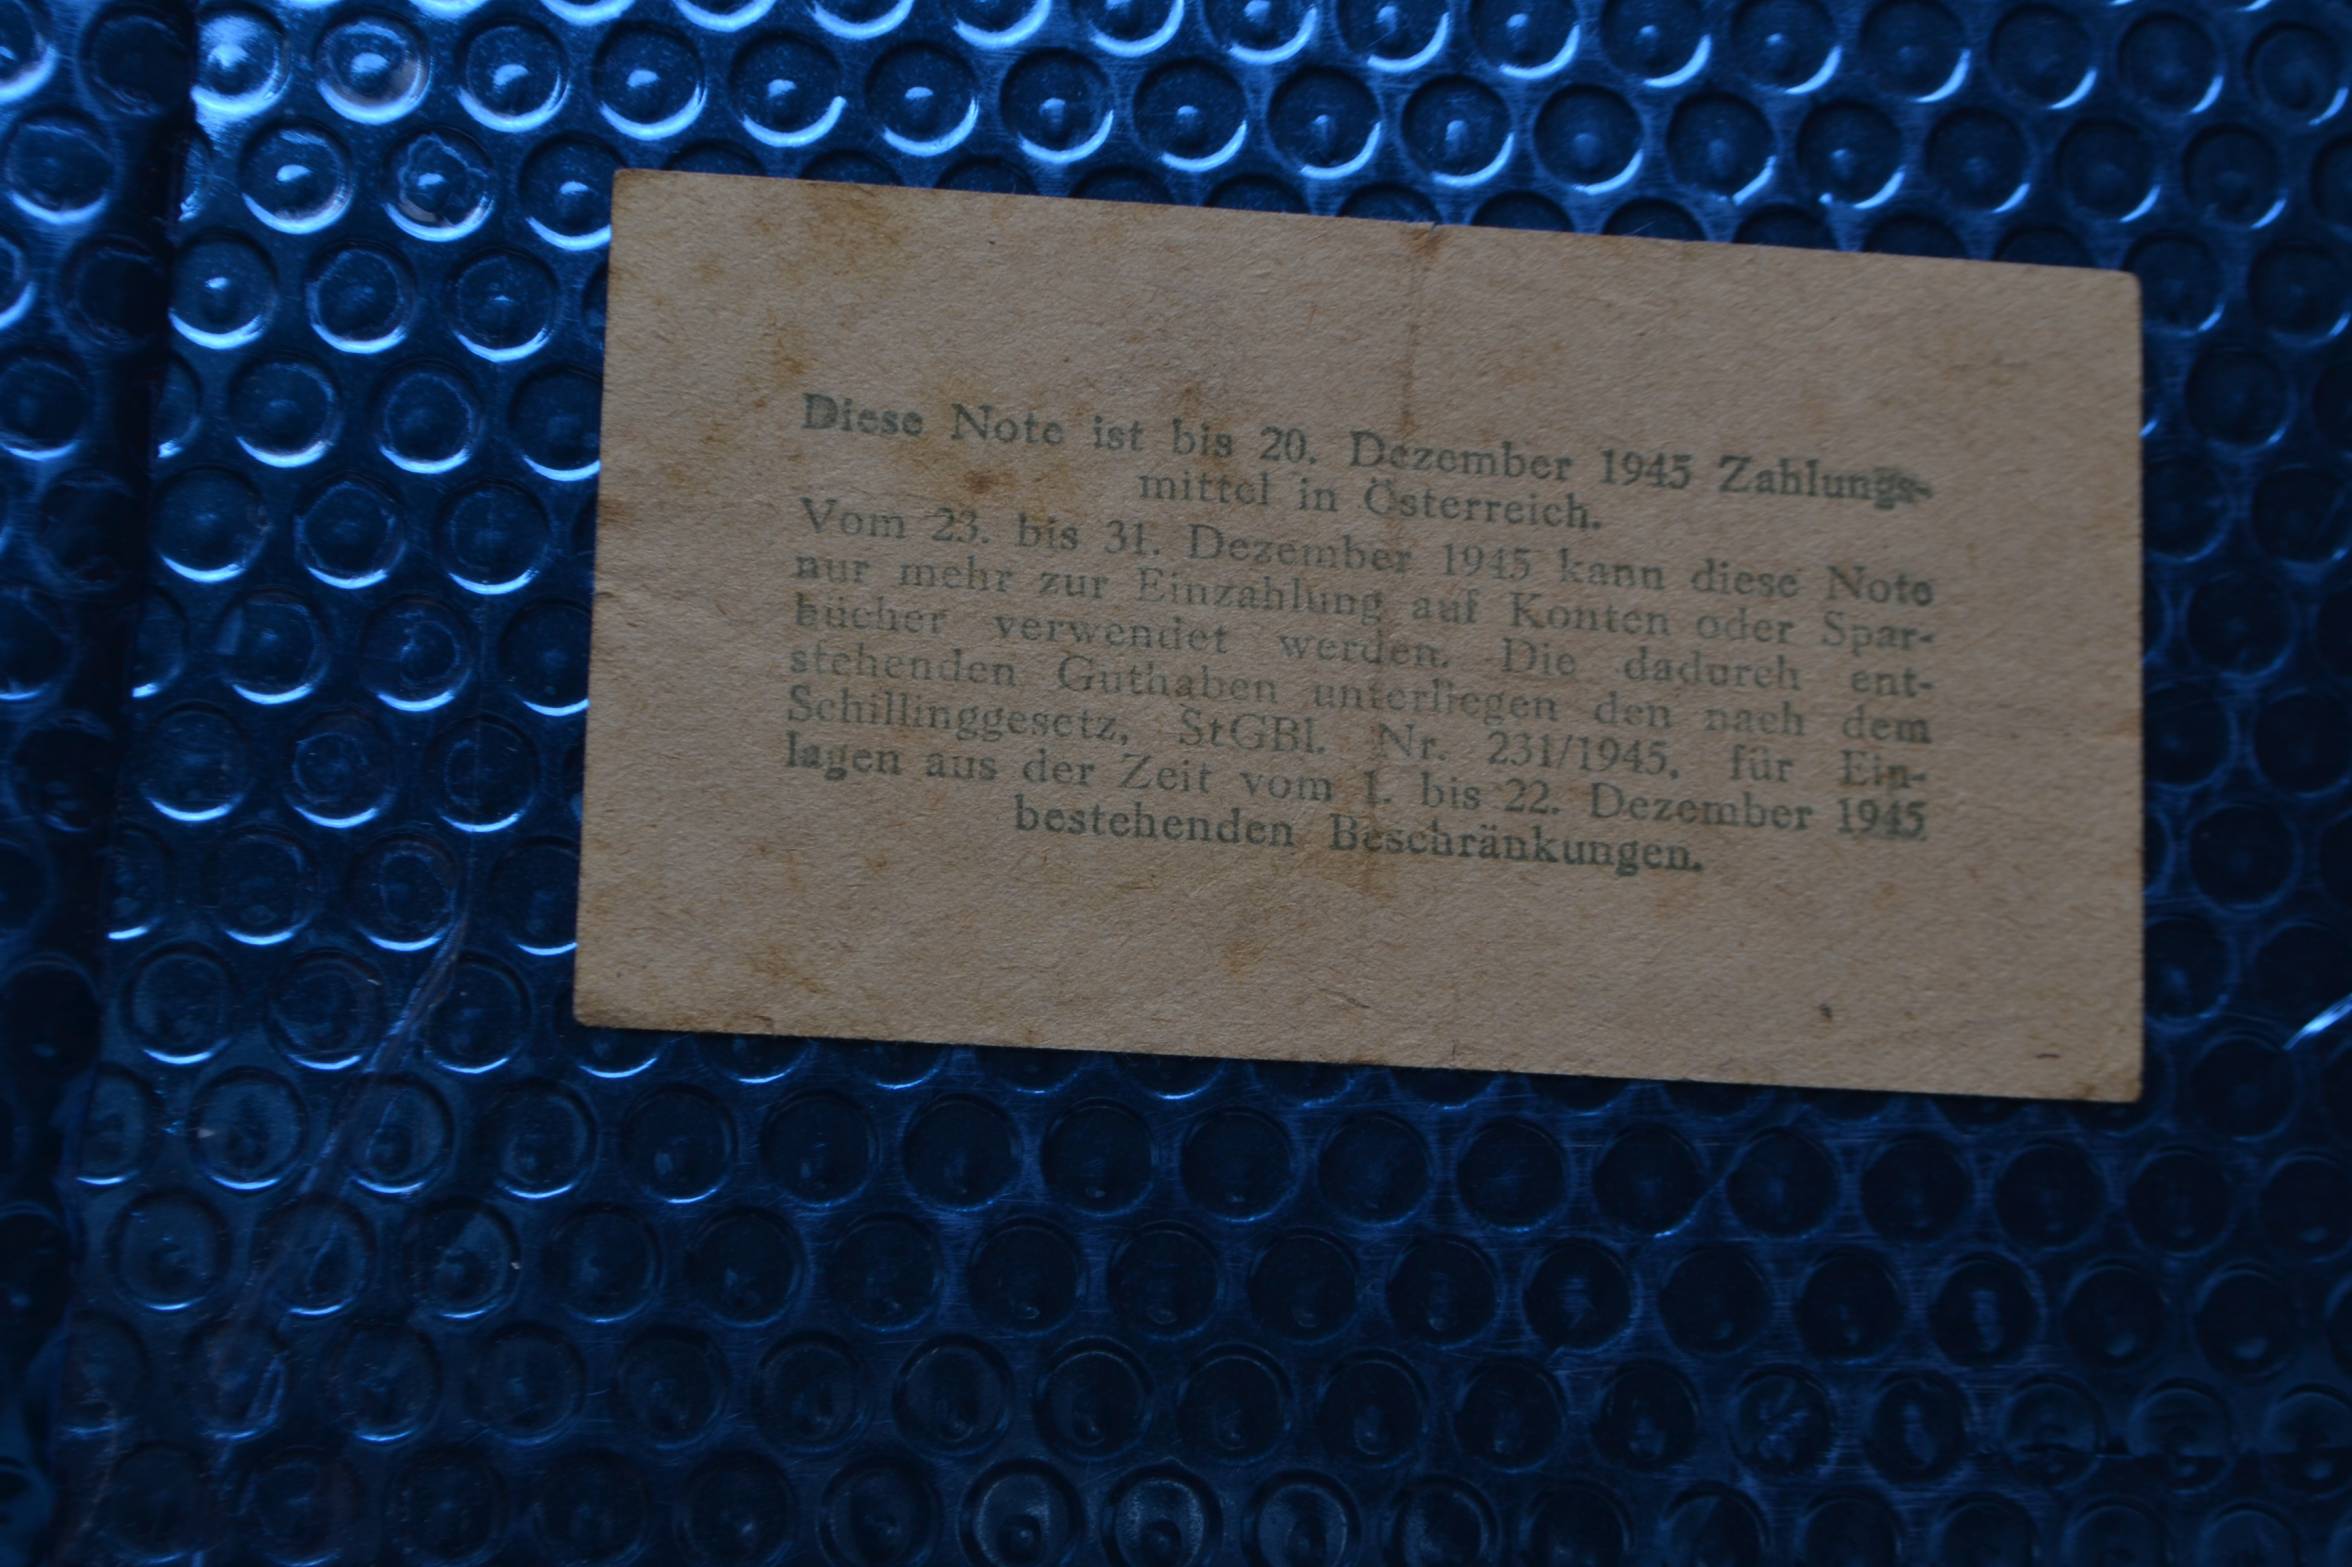 Diese Note ist bis 20. Dezember 1945 Zahlungs-
mittel in Österreich.
Vom 23. bis 31. Dezember 1945 kann diese Note
nur mehr zur Einzahlung auf Konten oder Spar-
bücher verwendet werden. Die dadurch ent-
stehenden Guthaben unterliegen den nach dem
Schillinggesetz, StGBl. Nr. 231/1945, für Ein-
lagen aus der Zeit vom 1. bis 22. Dezember 1945
bestehenden Beschränkungen.